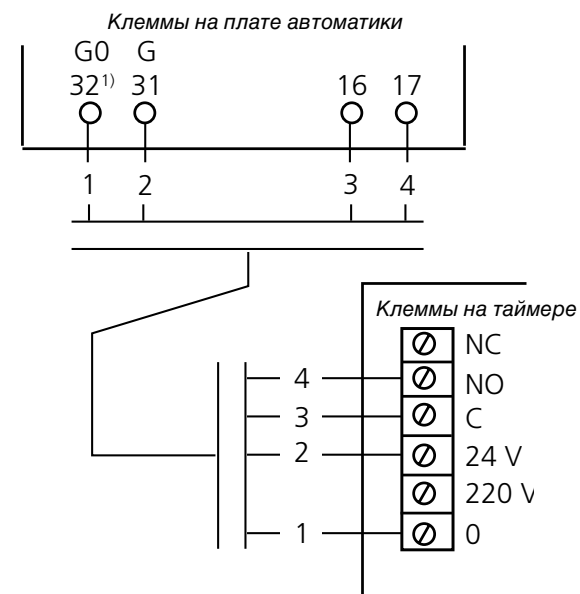 Клеммы на плате автоматики
G0 G
32¹⁾ 31 16 17
1 2 3 4
Клеммы на таймере
NC
4 NO
3 C
2 24 V
220 V
1 0